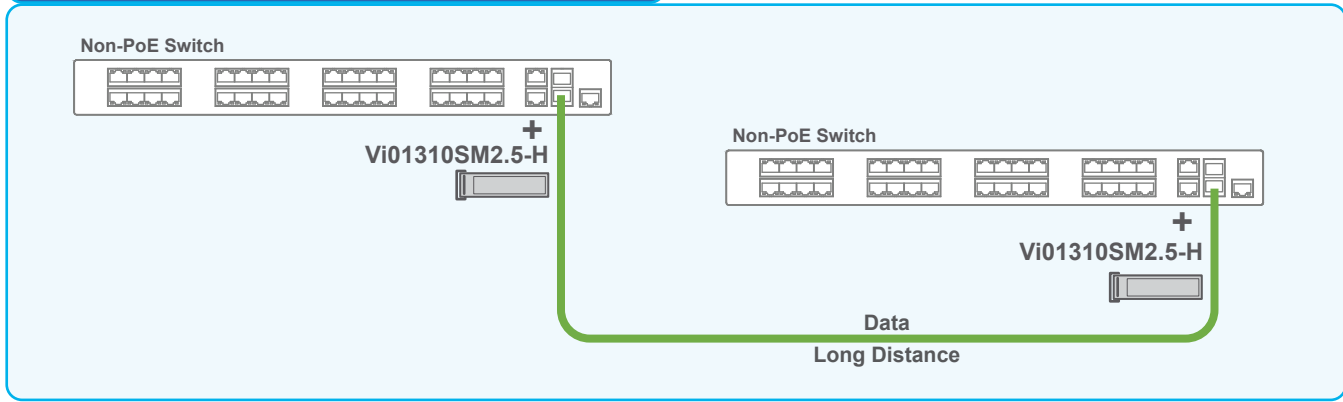 Non-PoE Switch
+
Vi01310SM2.5-H
Non-PoE Switch
+
Vi01310SM2.5-H
Data
Long Distance